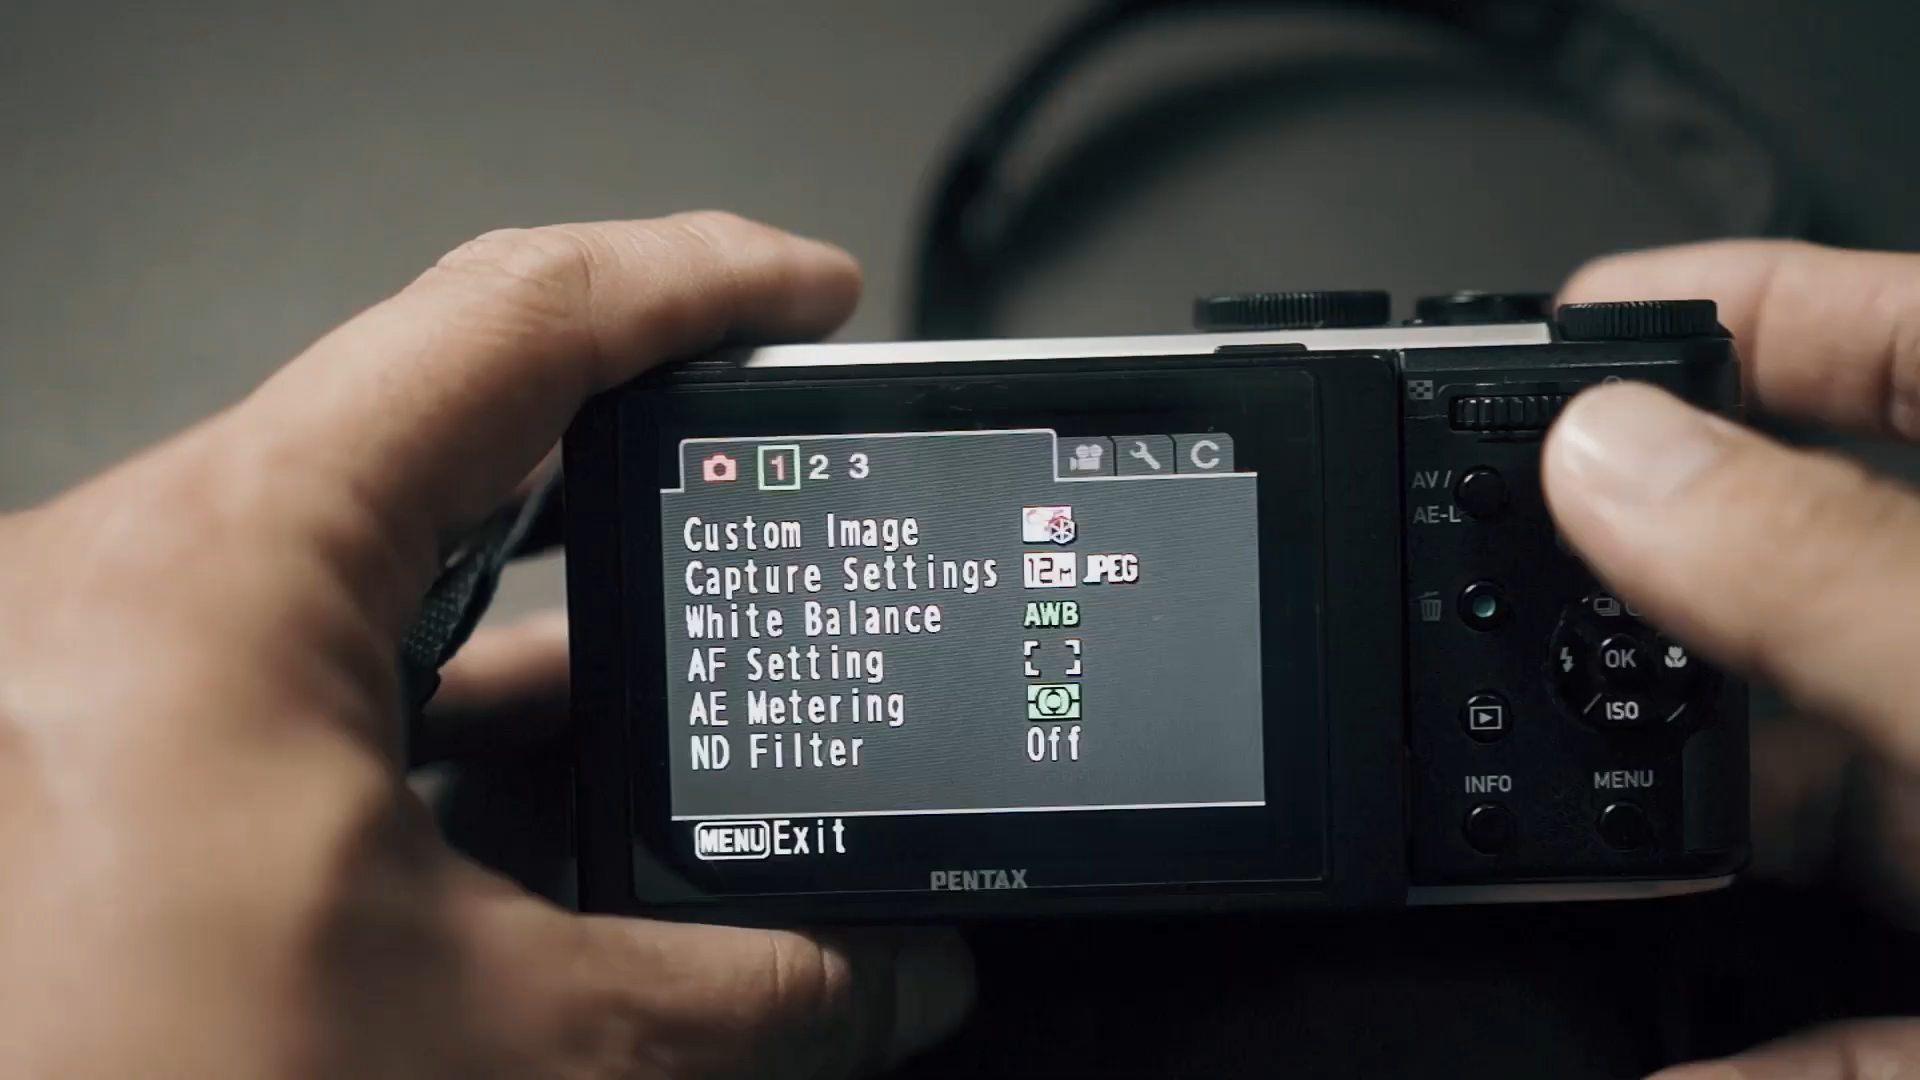 1 2 3 C
Custom Image
Capture Settings 12M JPEG
White Balance AWB
AF Setting
AE Metering
ND Filter Off
MENU Exit
PENTAX
AV/
AE-L
OK
ISO
INFO MENU